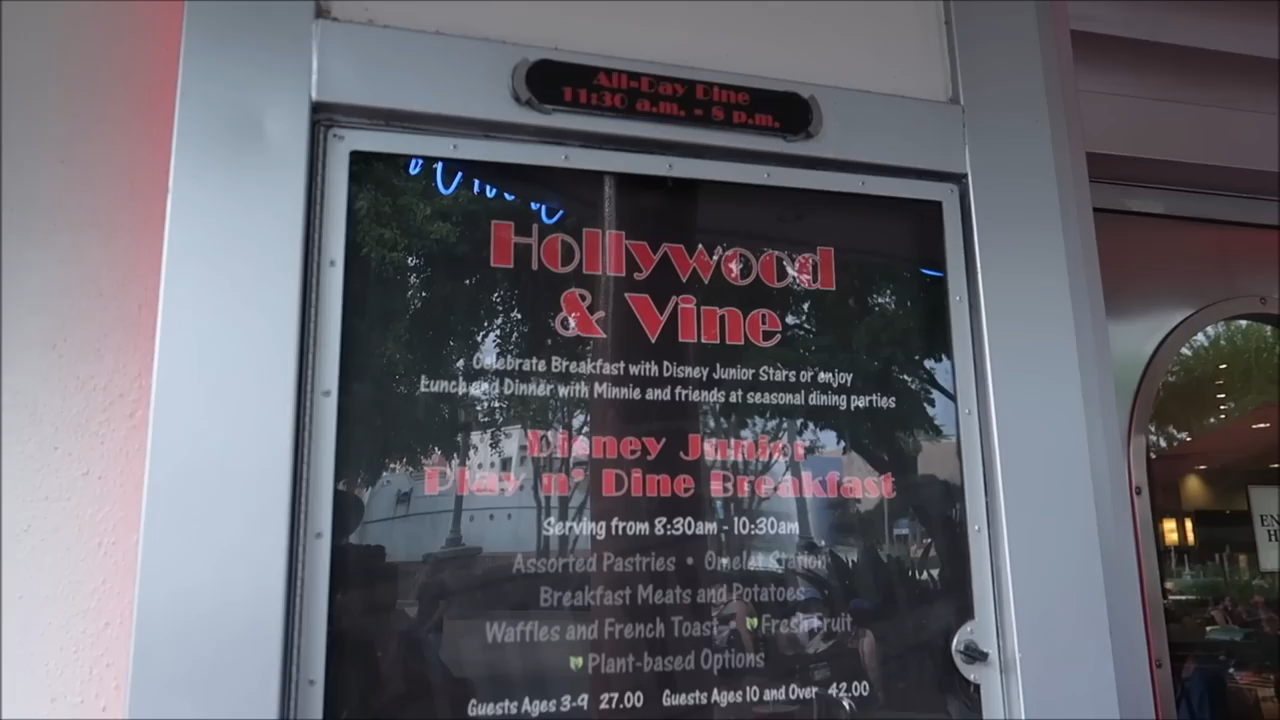 All-Day Dine
11:30 a.m. - 8 p.m.
Hollywood
& Vine
Celebrate Breakfast with Disney Junior Stars or enjoy
Lunch and Dinner with Minnie and friends at seasonal dining parties
Disney Junior
Play n' Dine Breakfast
Serving from 8:30am - 10:30am
Assorted Pastries • Omelet Station
Breakfast Meats and Potatoes
Waffles and French Toast • Fresh Fruit
Plant-based Options
Guests Ages 3-9 27.00 Guests Ages 10 and Over 42.00